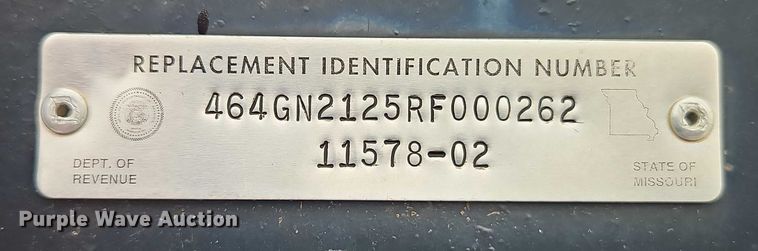 REPLACEMENT IDENTIFICATION NUMBER
464GN2125RF000262
11578-02
DEPT. OF
REVENUE
STATE OF
MISSOURI
Purple Wave Auction